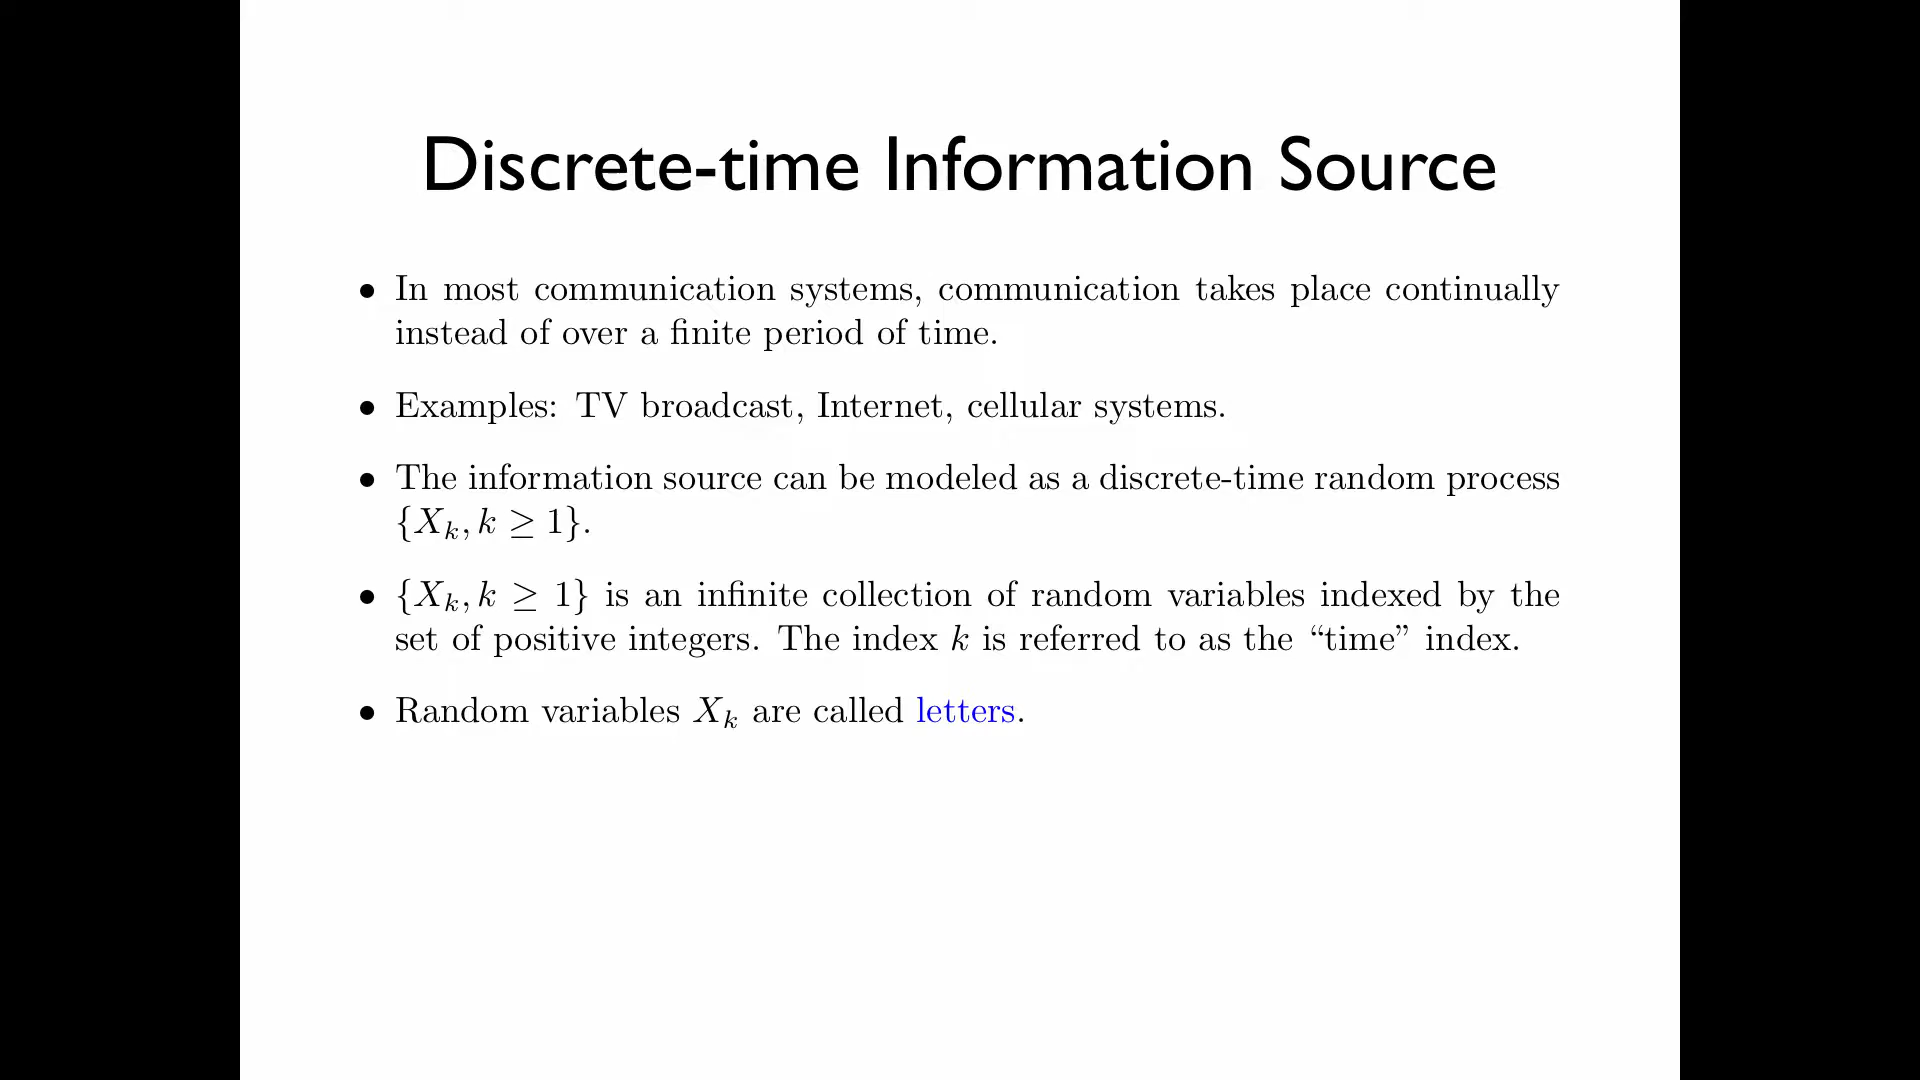 Discrete-time Information Source
• In most communication systems, communication takes place continually
instead of over a finite period of time.
• Examples: TV broadcast, Internet, cellular systems.
• The information source can be modeled as a discrete-time random process
{X_k, k ≥ 1}.
• {X_k, k ≥ 1} is an infinite collection of random variables indexed by the
set of positive integers. The index k is referred to as the “time” index.
• Random variables X_k are called letters.